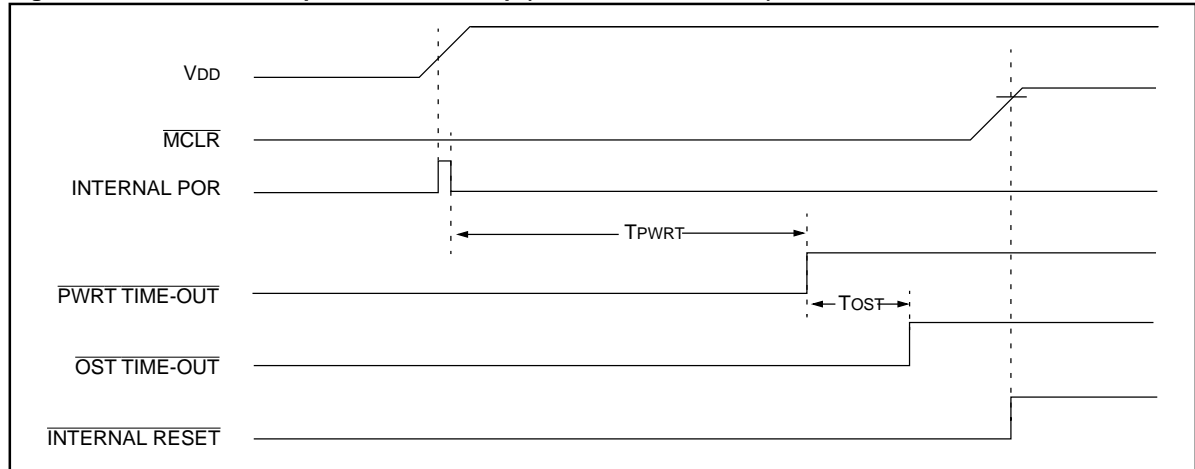 VDD
MCLR
INTERNAL POR
TPWRT
PWRT TIME-OUT
TOST
OST TIME-OUT
INTERNAL RESET